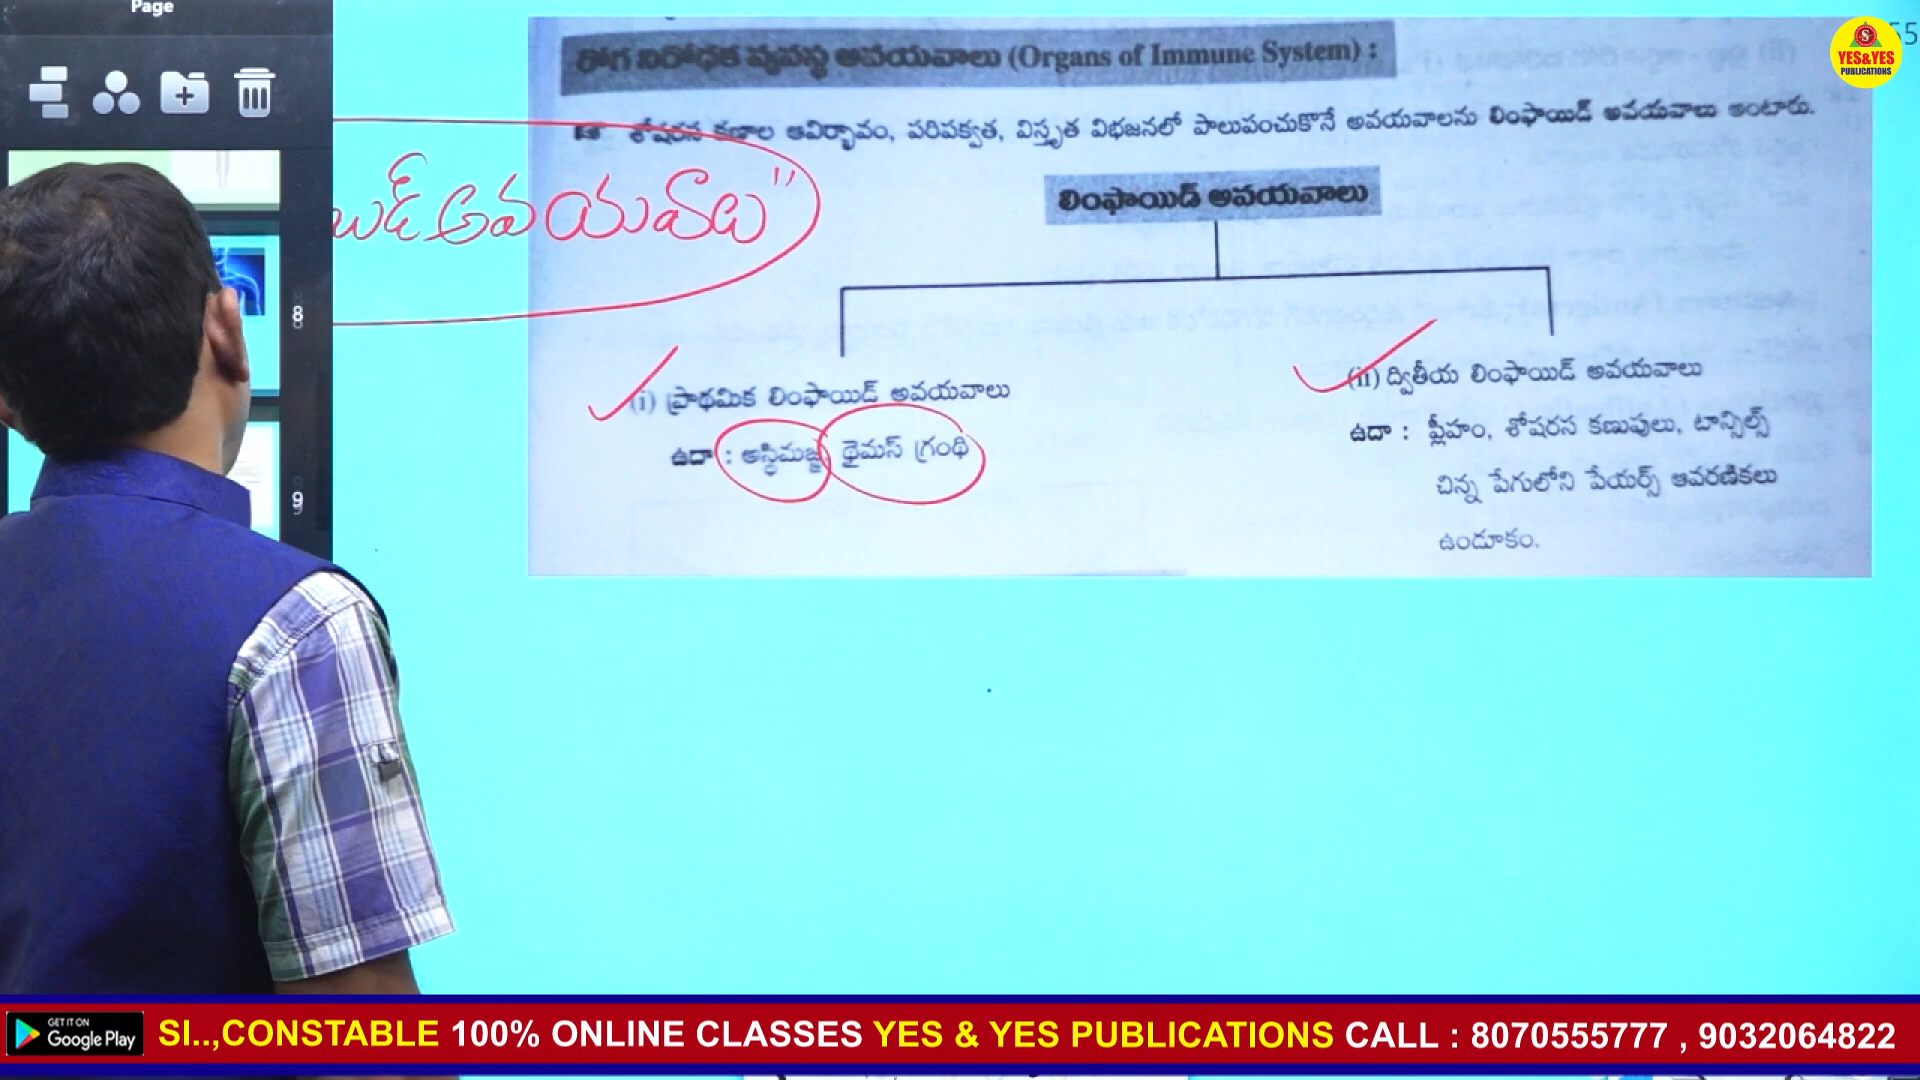 Page
8
9
రోగ నిరోధక వ్యవస్థ అవయవాలు (Organs of Immune System) :
శోషరస కణాల ఆవిర్భావం, పరిపక్వత, విస్తృత విభజనలో పాలుపంచుకొనే అవయవాలను లింఫాయిడ్ అవయవాలు అంటారు.
యిడ్ అవయవాలు"
లింఫాయిడ్ అవయవాలు
(i) ప్రాథమిక లింఫాయిడ్ అవయవాలు
ఉదా : అస్థిమజ్జ, థైమస్ గ్రంథి
(ii) ద్వితీయ లింఫాయిడ్ అవయవాలు
ఉదా : ప్లీహం, శోషరస కణుపులు, టాన్సిల్స్
చిన్న పేగులోని పేయర్స్ ఆవరణికలు
ఉండూకం.
55
S
YES&YES
PUBLICATIONS
GET IT ON
Google Play
SI..,CONSTABLE 100% ONLINE CLASSES YES & YES PUBLICATIONS CALL : 8070555777 , 9032064822